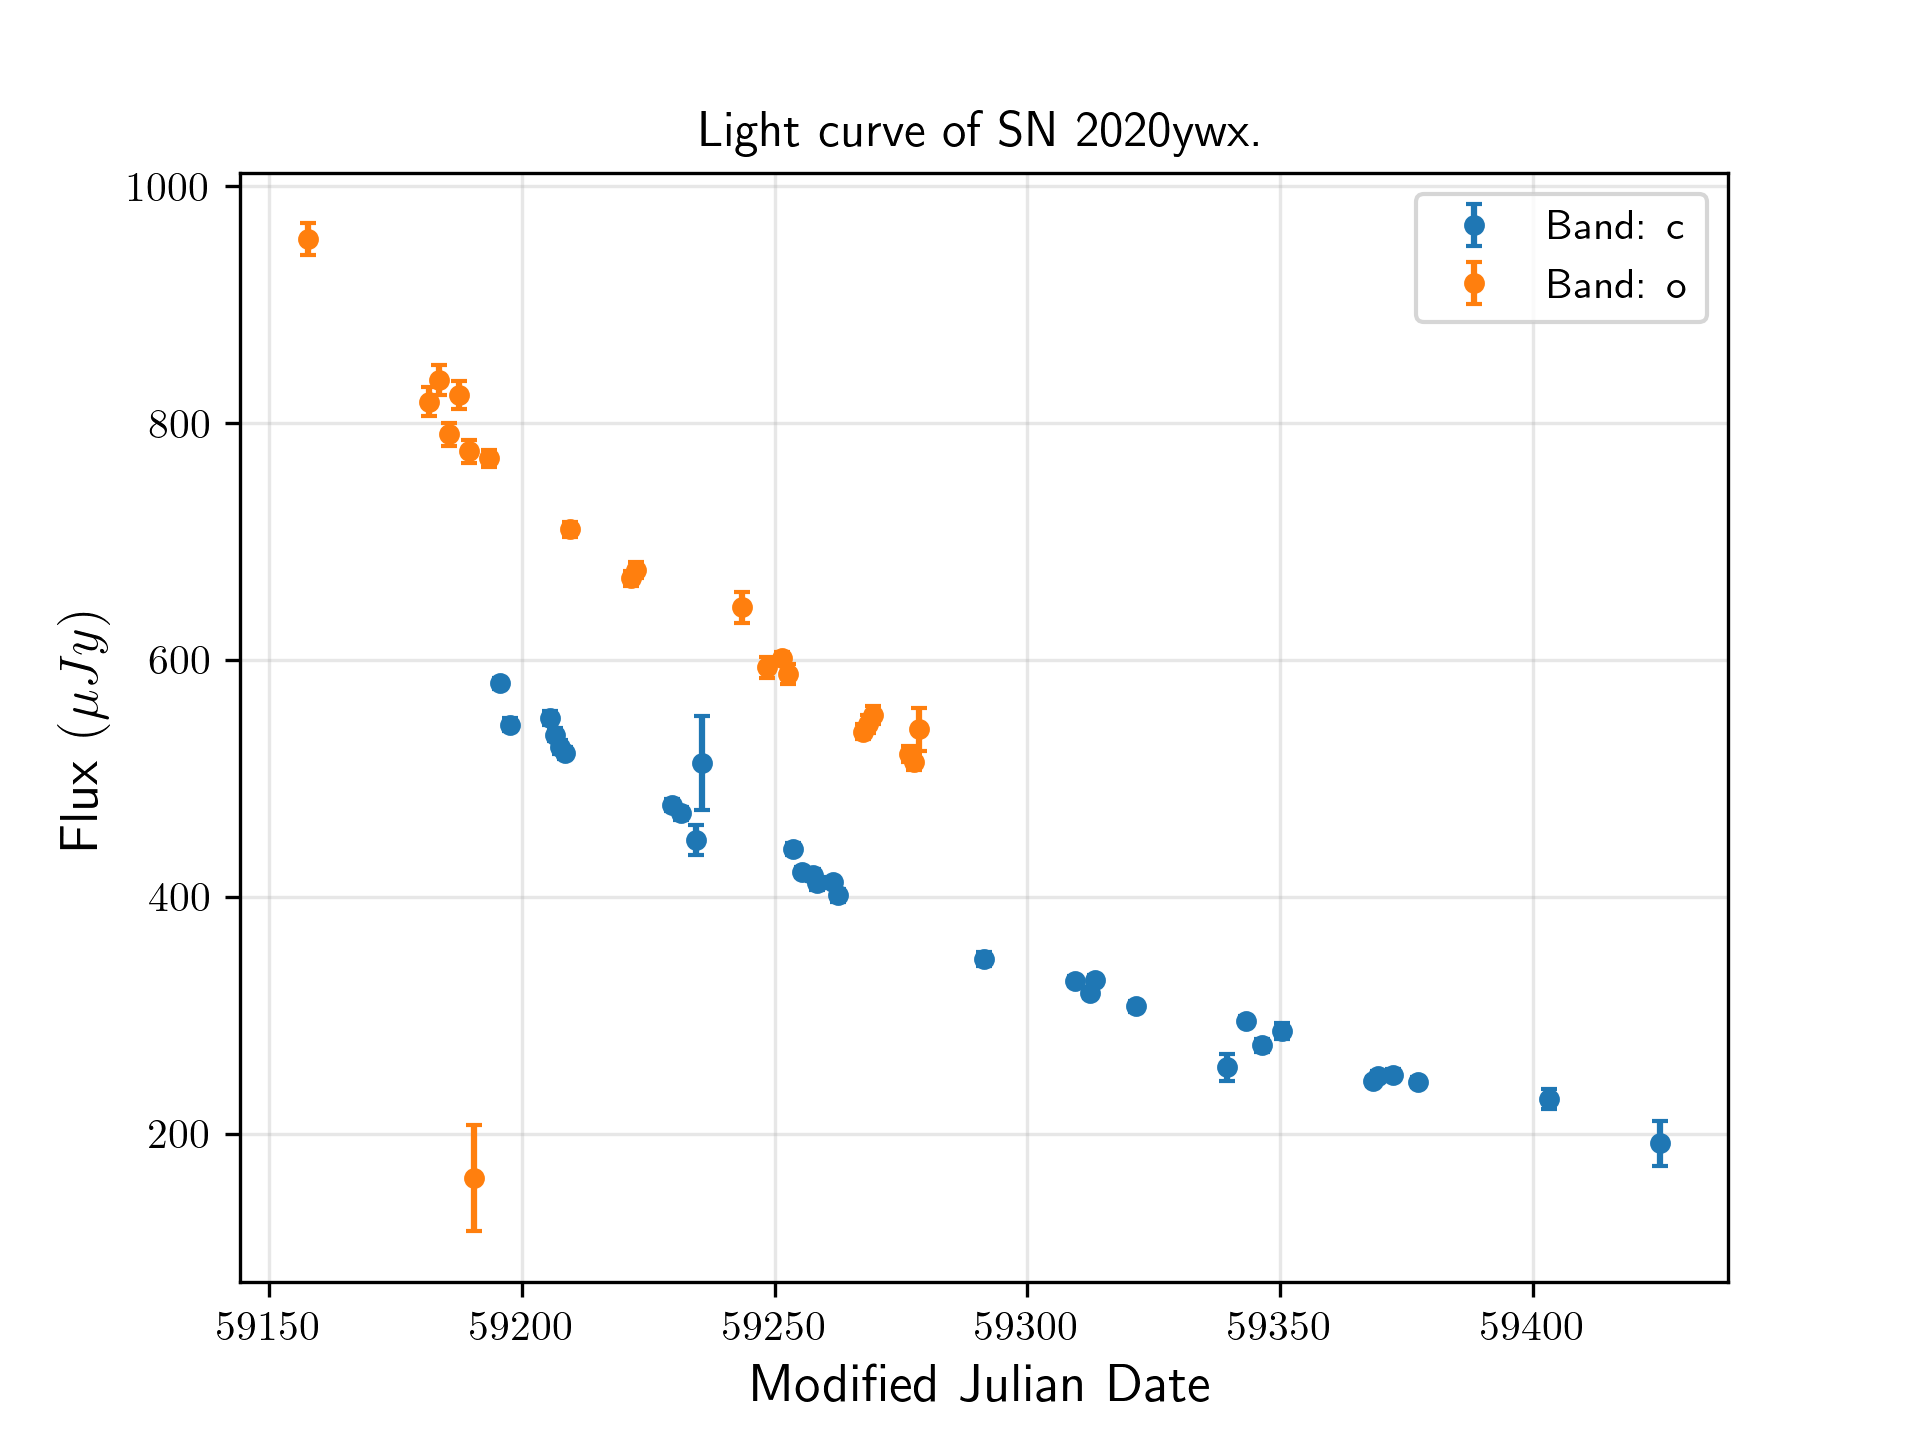 Light curve of SN 2020ywx.
1000
800
600
400
200
Flux (μJy)
Band: c
Band: o
59150 59200 59250 59300 59350 59400
Modified Julian Date